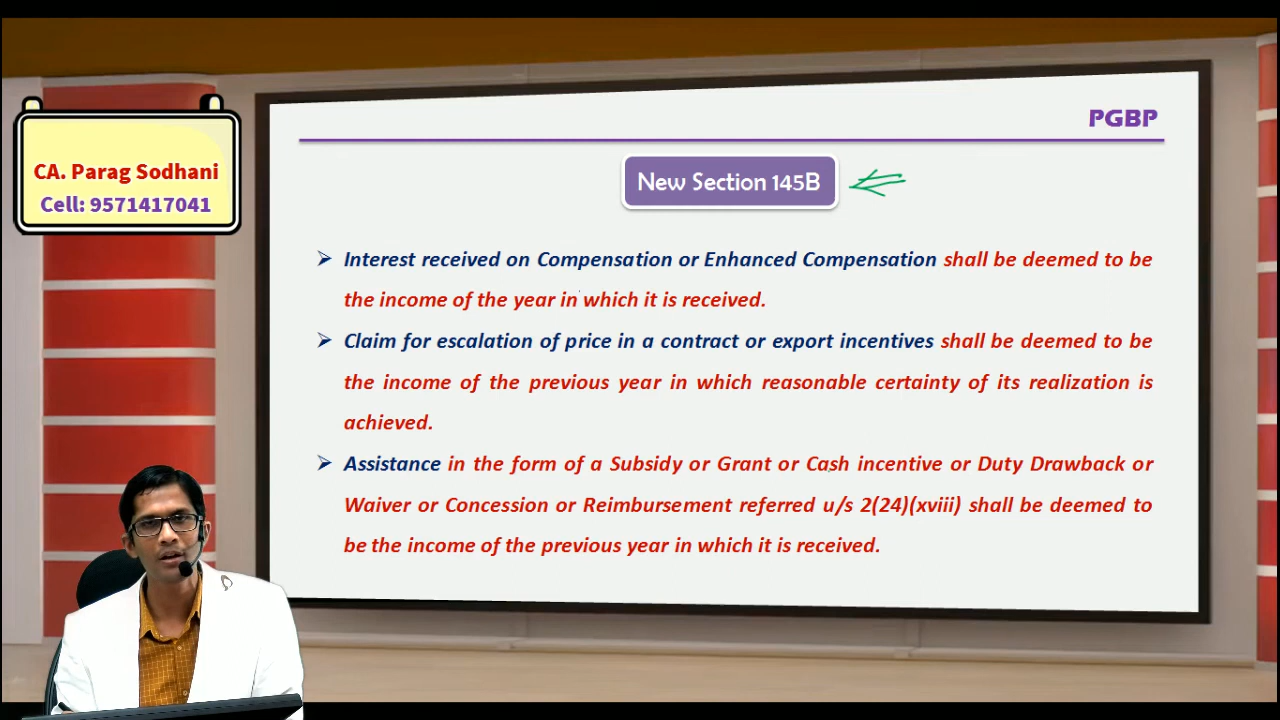 CA. Parag Sodhani
Cell: 9571417041
PGBP
New Section 145B
Interest received on Compensation or Enhanced Compensation shall be deemed to be
the income of the year in which it is received.
Claim for escalation of price in a contract or export incentives shall be deemed to be
the income of the previous year in which reasonable certainty of its realization is
achieved.
Assistance in the form of a Subsidy or Grant or Cash incentive or Duty Drawback or
Waiver or Concession or Reimbursement referred u/s 2(24)(xviii) shall be deemed to
be the income of the previous year in which it is received.